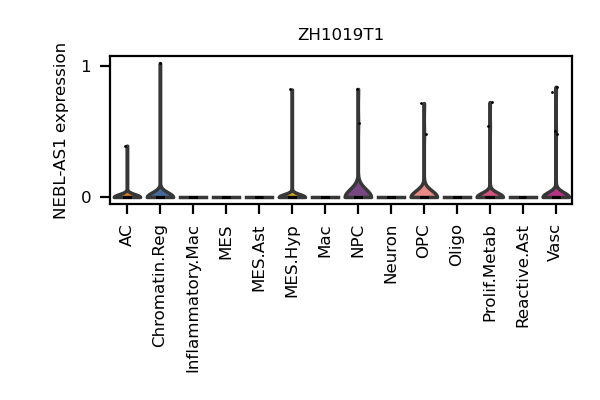 ZH1019T1
NEBL-AS1 expression
1
0
AC
Chromatin.Reg
Inflammatory.Mac
MES
MES.Ast
MES.Hyp
Mac
NPC
Neuron
OPC
Oligo
Prolif.Metab
Reactive.Ast
Vasc